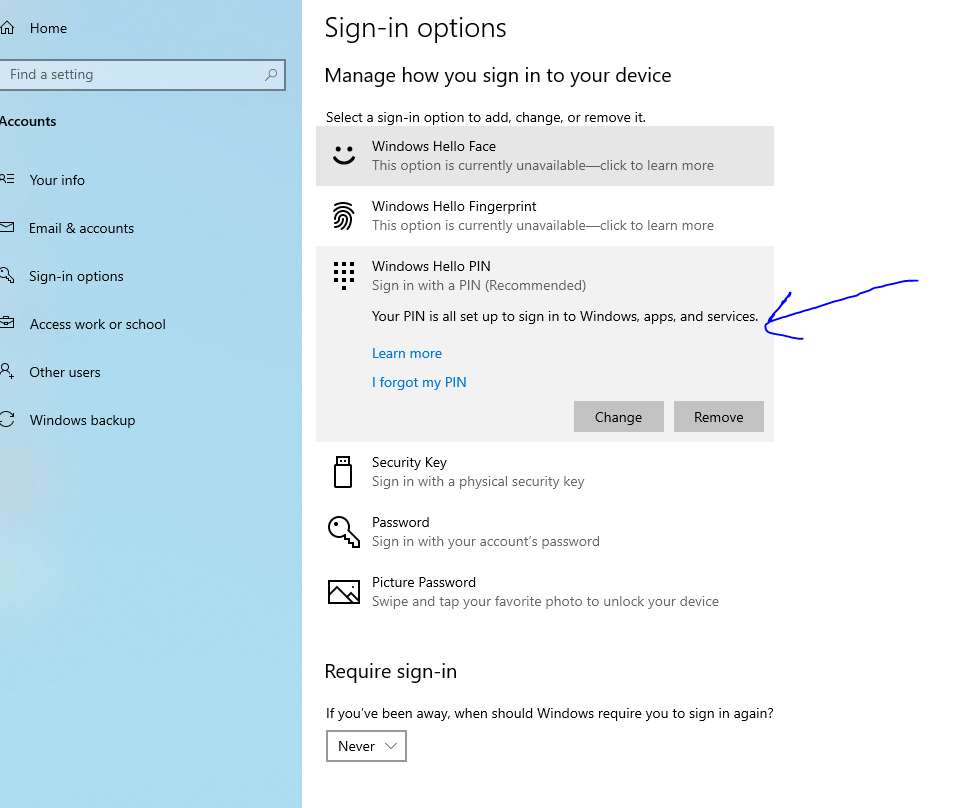 Home
Find a setting
Accounts
Your info
Email & accounts
Sign-in options
Access work or school
Other users
Windows backup
Sign-in options
Manage how you sign in to your device
Select a sign-in option to add, change, or remove it.
Windows Hello Face
This option is currently unavailable—click to learn more
Windows Hello Fingerprint
This option is currently unavailable—click to learn more
Windows Hello PIN
Sign in with a PIN (Recommended)
Your PIN is all set up to sign in to Windows, apps, and services.
Learn more
I forgot my PIN
Change Remove
Security Key
Sign in with a physical security key
Password
Sign in with your account's password
Picture Password
Swipe and tap your favorite photo to unlock your device
Require sign-in
If you've been away, when should Windows require you to sign in again?
Never